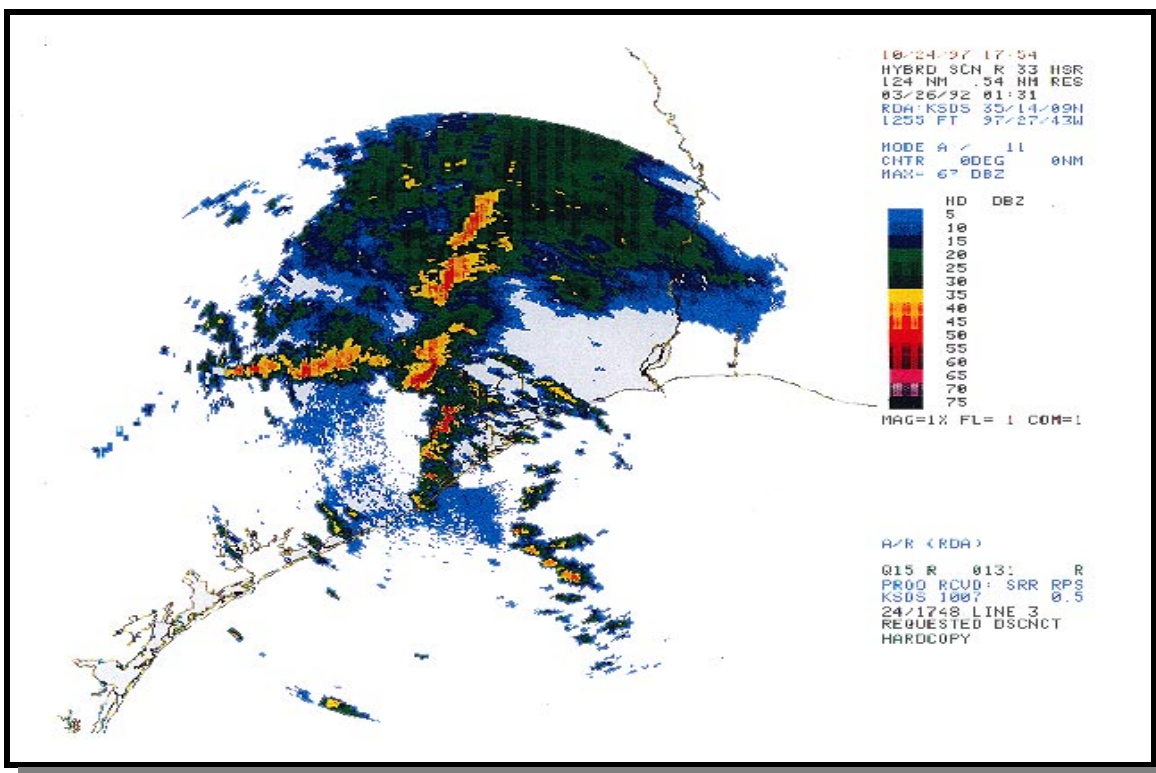 10/24/97 17:54
HYBRD SCN R 33 HSR
124 NM .54 NM RES
03/26/92 01:31
RDA:KSDS 35/14/09N
1255 FT 97/27/43W
MODE A / 11
CNTR 0DEG 0NM
MAX= 67 DBZ
ND DBZ
5
10
15
20
25
30
35
40
45
50
55
60
65
70
75
MAG=1X FL= 1 COM=1
A/R (RDA)
Q15 R 0131 R
PROD RCVD: SRR RPS
KSDS 1007 0.5
24/1748 LINE 3
REQUESTED DSCNCT
HARDCOPY